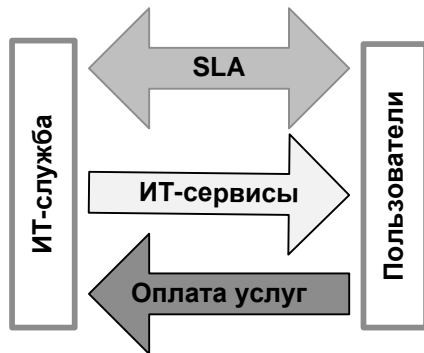 SLA
ИТ-служба
ИТ-сервисы
Оплата услуг
Пользователи